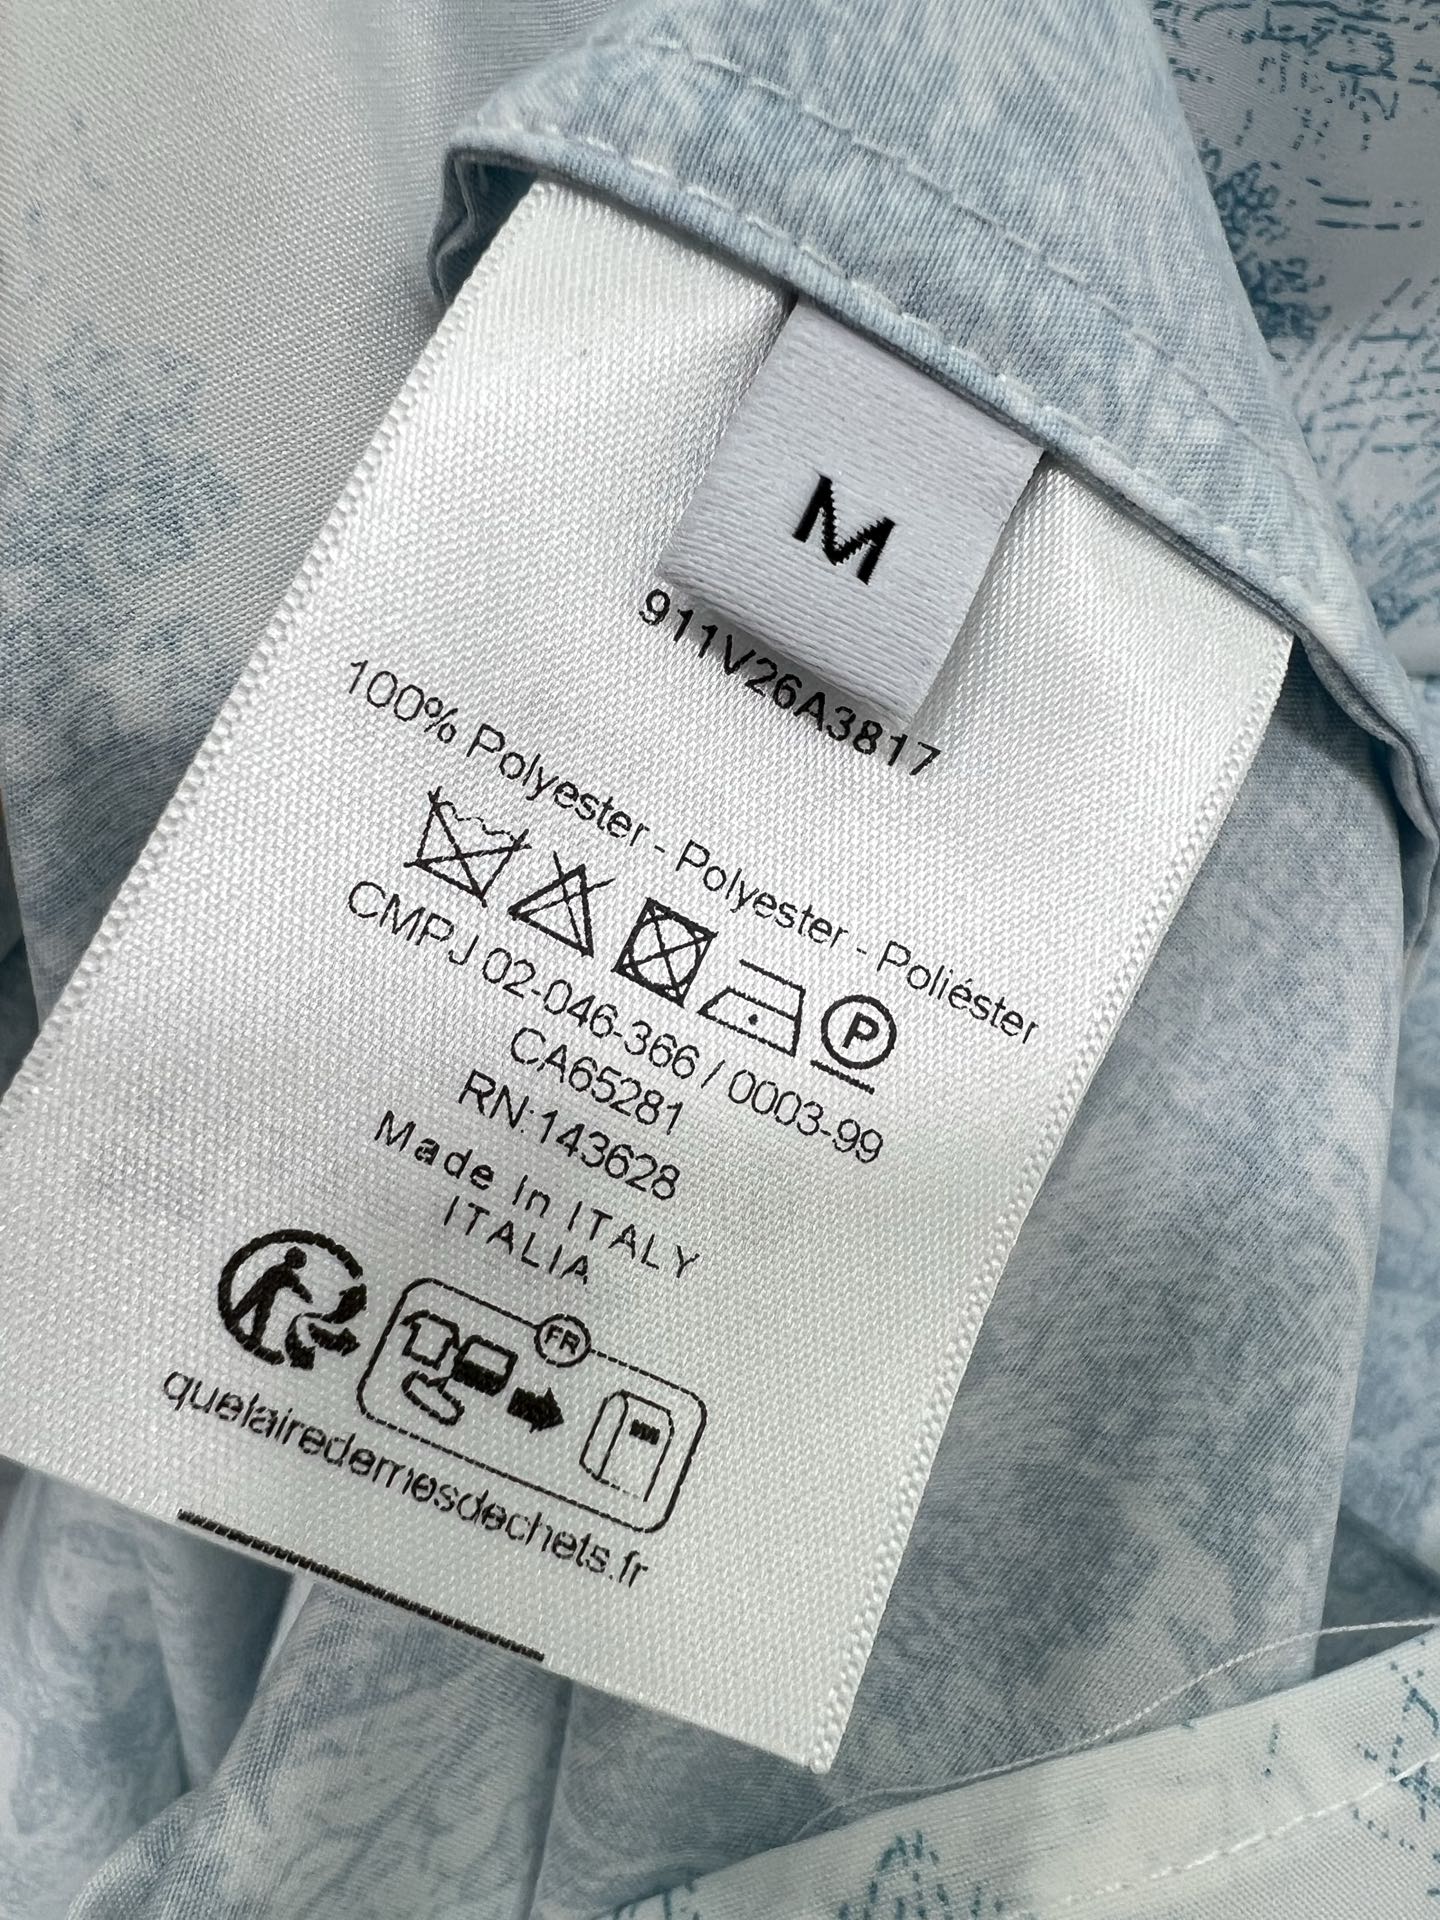 M
911V26A3817
100% Polyester - Polyester - Poliéster
P
CMPJ 02-046-366 / 0003-99
CA65281
RN:143628
Made In ITALY
ITALIA
FR
quelairedemesdechets.fr